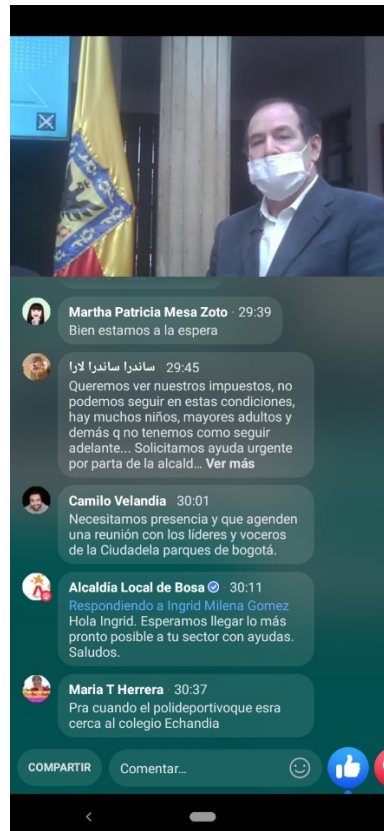 Martha Patricia Mesa Zoto · 29:39
Bien estamos a la espera
ساندرا ساندرا لارا · 29:45
Queremos ver nuestros impuestos, no
podemos seguir en estas condiciones,
hay muchos niños, mayores adultos y
demás q no tenemos como seguir
adelante... Solicitamos ayuda urgente
por parta de la alcald... Ver más
Camilo Velandia · 30:01
Necesitamos presencia y que agenden
una reunión con los líderes y voceros
de la Ciudadela parques de bogotá.
Alcaldía Local de Bosa · 30:11
Respondiendo a Ingrid Milena Gomez
Hola Ingrid. Esperamos llegar lo más
pronto posible a tu sector con ayudas.
Saludos.
Maria T Herrera · 30:37
Pra cuando el polideportivoque esra
cerca al colegio Echandia
COMPARTIR
Comentar...